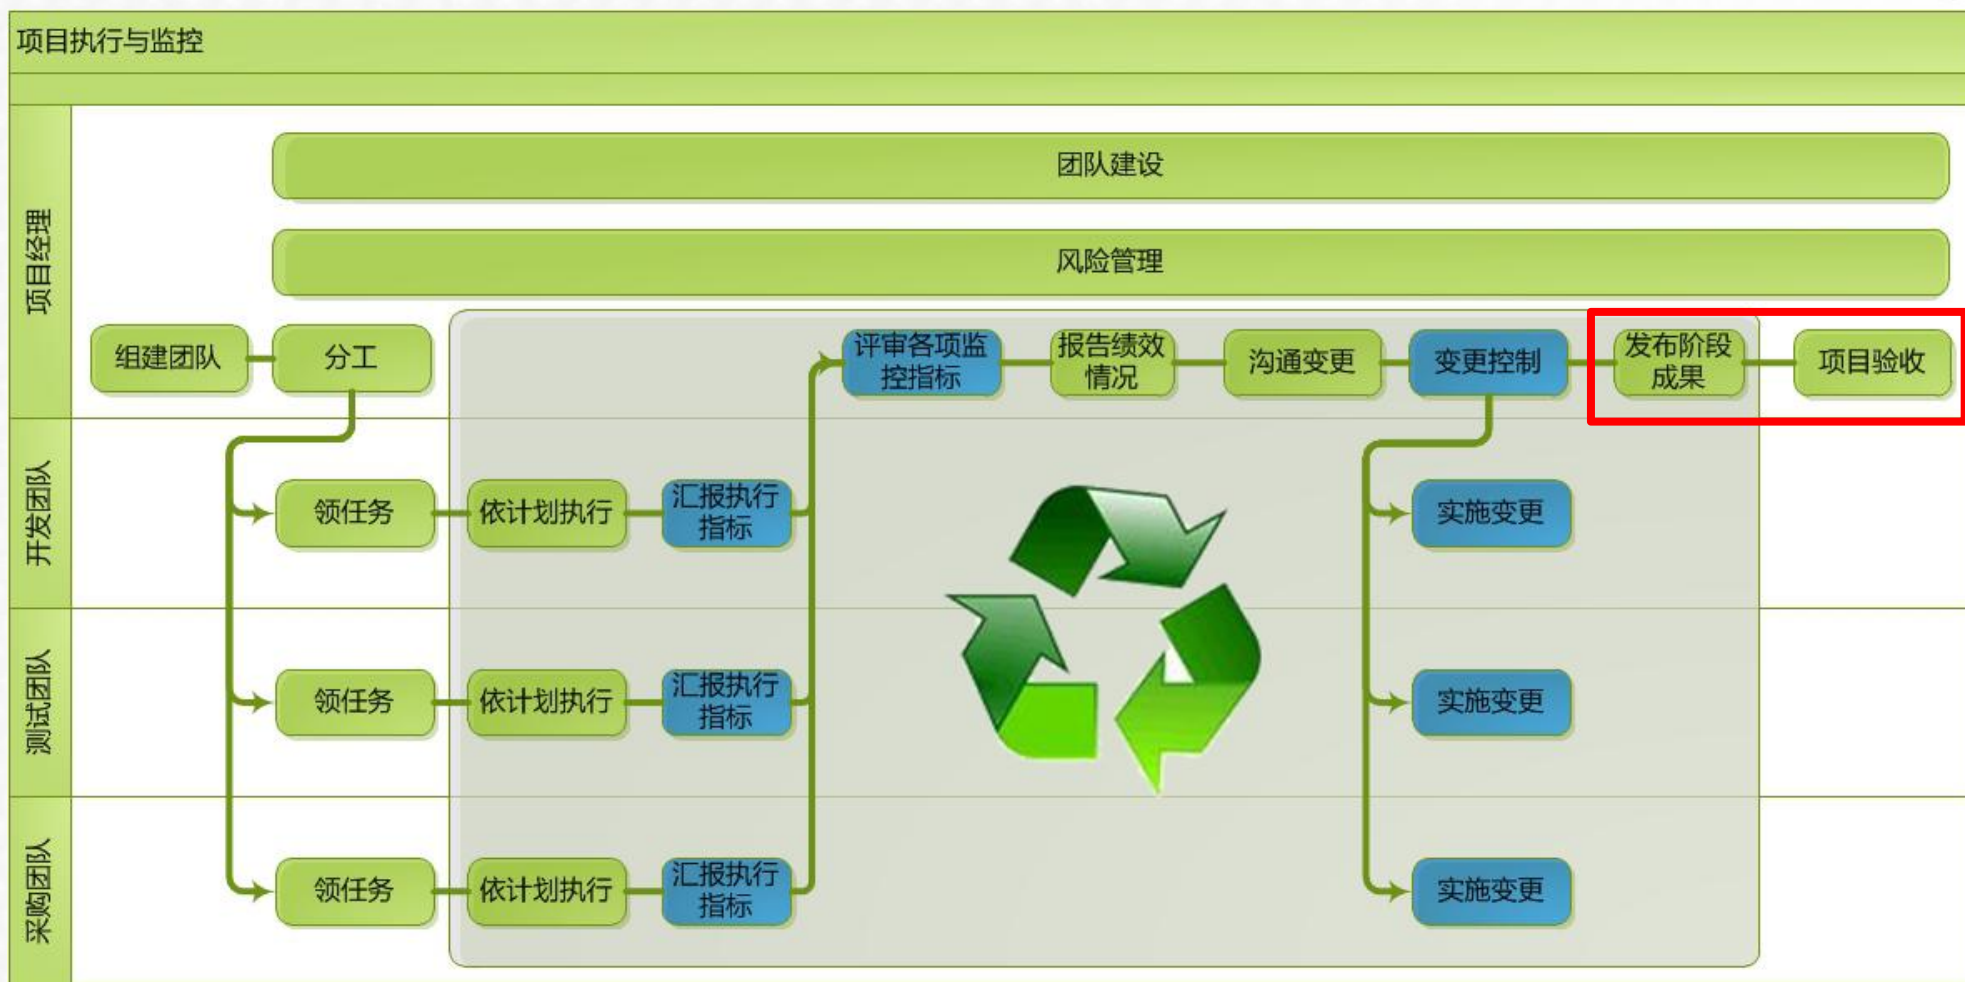 项目执行与监控
项目经理
团队建设
风险管理
组建团队
分工
评审各项监
控指标
报告绩效
情况
沟通变更
变更控制
发布阶段
成果
项目验收
开发团队
领任务
依计划执行
汇报执行
指标
实施变更
测试团队
领任务
依计划执行
汇报执行
指标
实施变更
采购团队
领任务
依计划执行
汇报执行
指标
实施变更